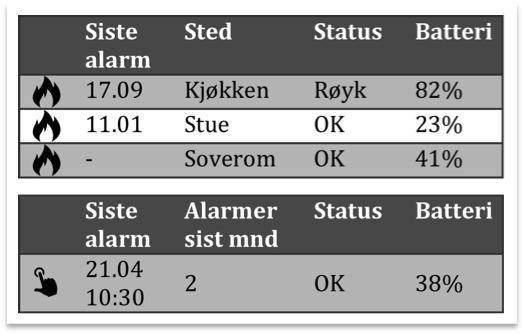 Siste alarm Sted Status Batteri
17.09 Kjøkken Røyk 82%
11.01 Stue OK 23%
- Soverom OK 41%
Siste alarm Alarmer sist mnd Status Batteri
21.04 10:30 2 OK 38%